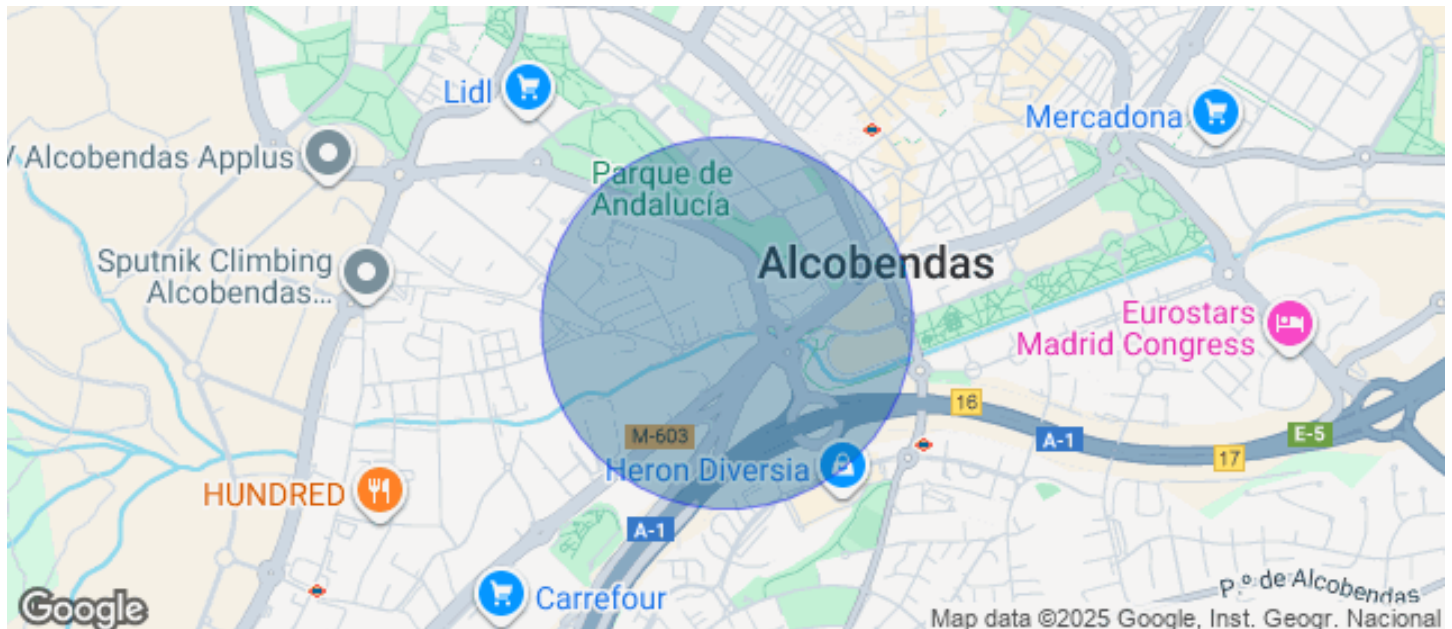 Lidl
Mercadona
V Alcobendas Applus
Parque de
Andalucía
Sputnik Climbing
Alcobendas...
Alcobendas
Eurostars
Madrid Congress
16
M-603
A-1
E-5
17
Heron Diversia
HUNDRED
A-1
P.º de Alcobendas
Carrefour
Google
Map data ©2025 Google, Inst. Geogr. Nacional